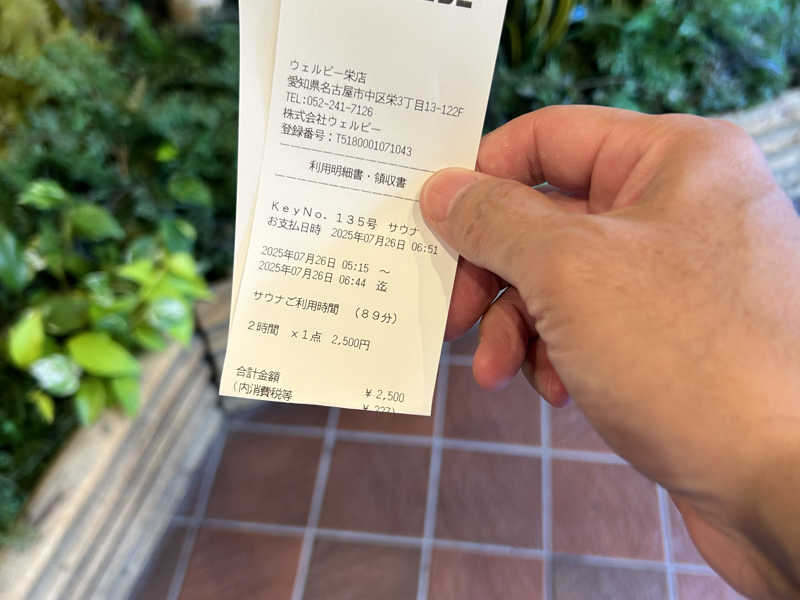 ウェルビー栄店
愛知県名古屋市中区栄3丁目13-122F
TEL:052-241-7126
株式会社ウェルビー
登録番号:T5180001071043
利用明細書・領収書
KeyNo. 135号 サウナ
お支払日時 2025年07月26日 06:51
2025年07月26日 05:15 ～
2025年07月26日 06:44 迄
サウナご利用時間 (89分)
2時間 x1点 2,500円
合計金額 ¥2,500
(内消費税等 ¥ 227)